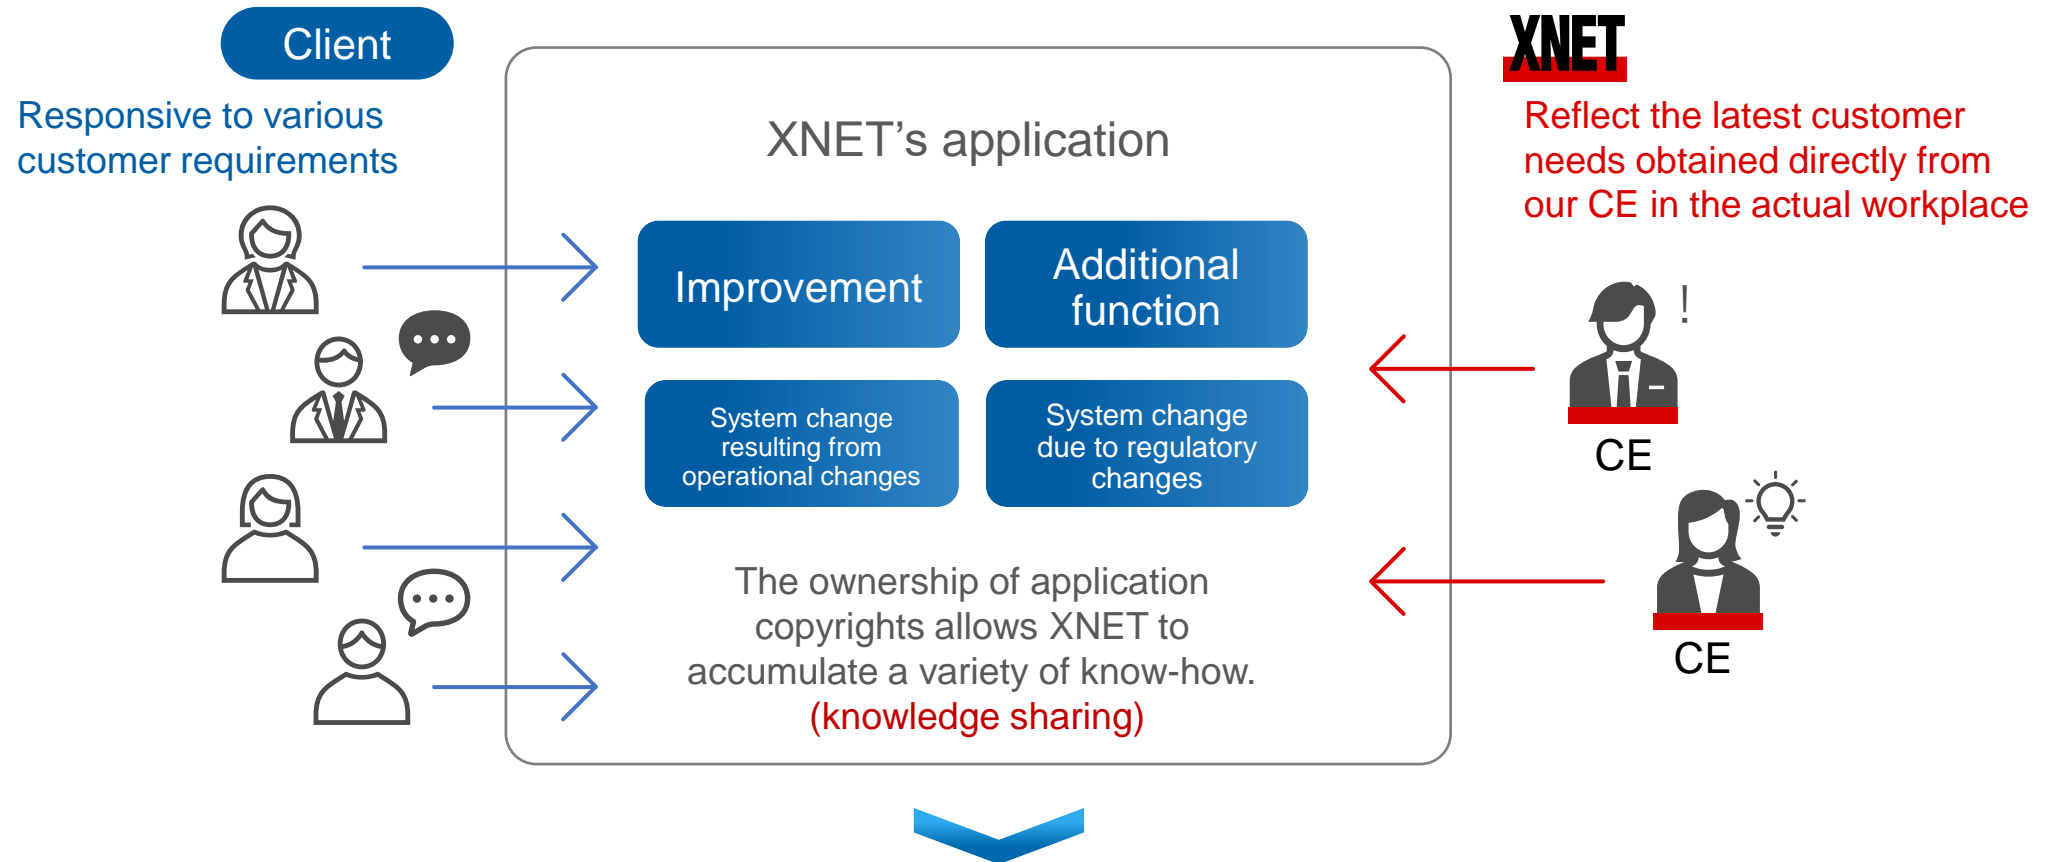 Client
Responsive to various
customer requirements
XNET’s application
Improvement
Additional
function
System change
resulting from
operational changes
System change
due to regulatory
changes
The ownership of application
copyrights allows XNET to
accumulate a variety of know-how.
(knowledge sharing)
XNET
Reflect the latest customer
needs obtained directly from
our CE in the actual workplace
!
CE
CE